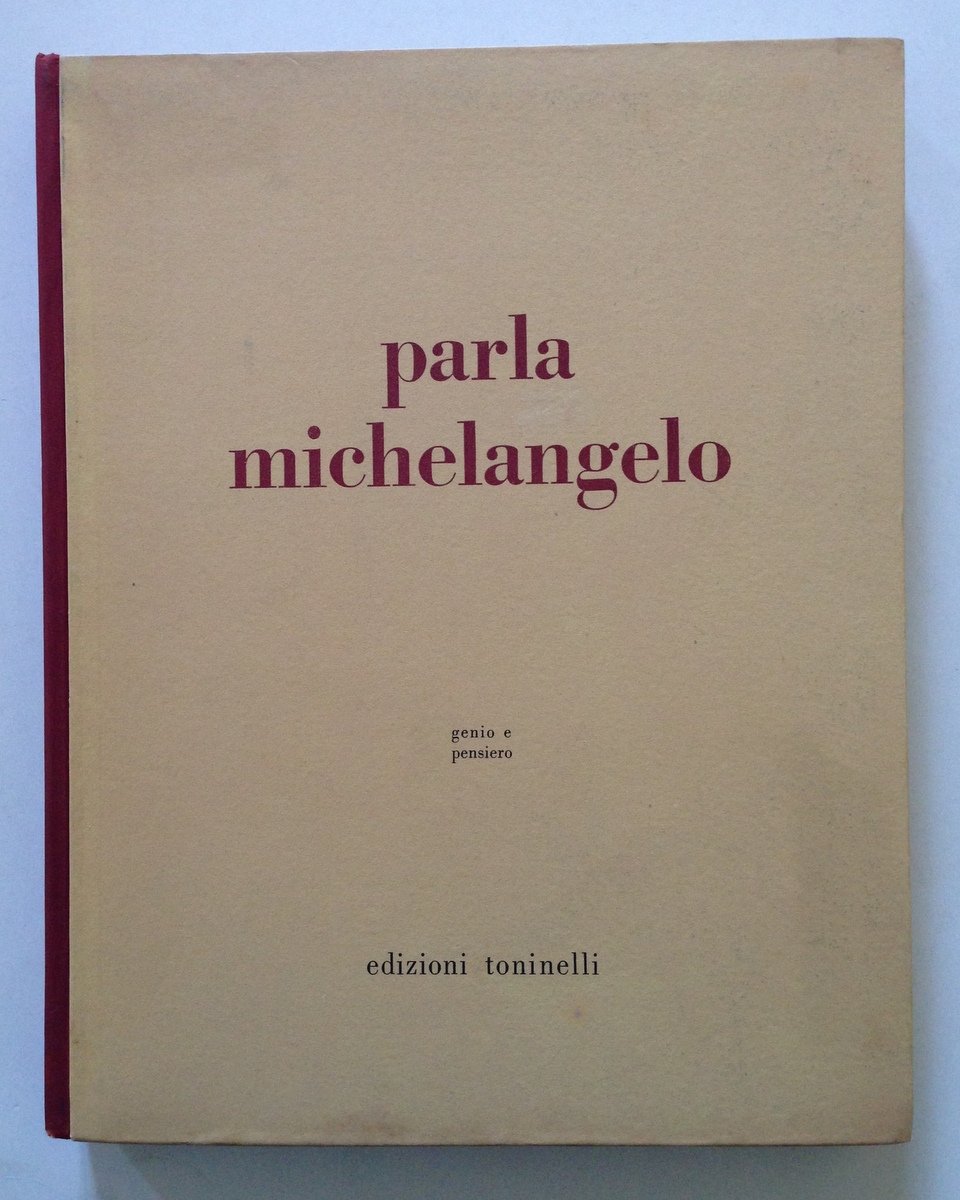 parla
michelangelo
genio e
pensiero
edizioni toninelli